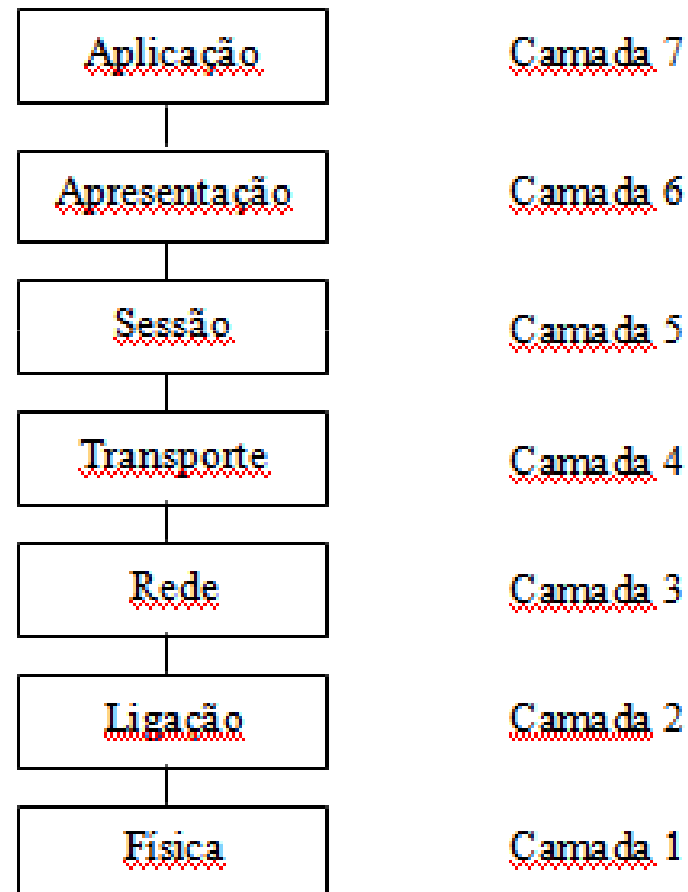 Aplicação Camada 7
Apresentação Camada 6
Sessão Camada 5
Transporte Camada 4
Rede Camada 3
Ligação Camada 2
Física Camada 1